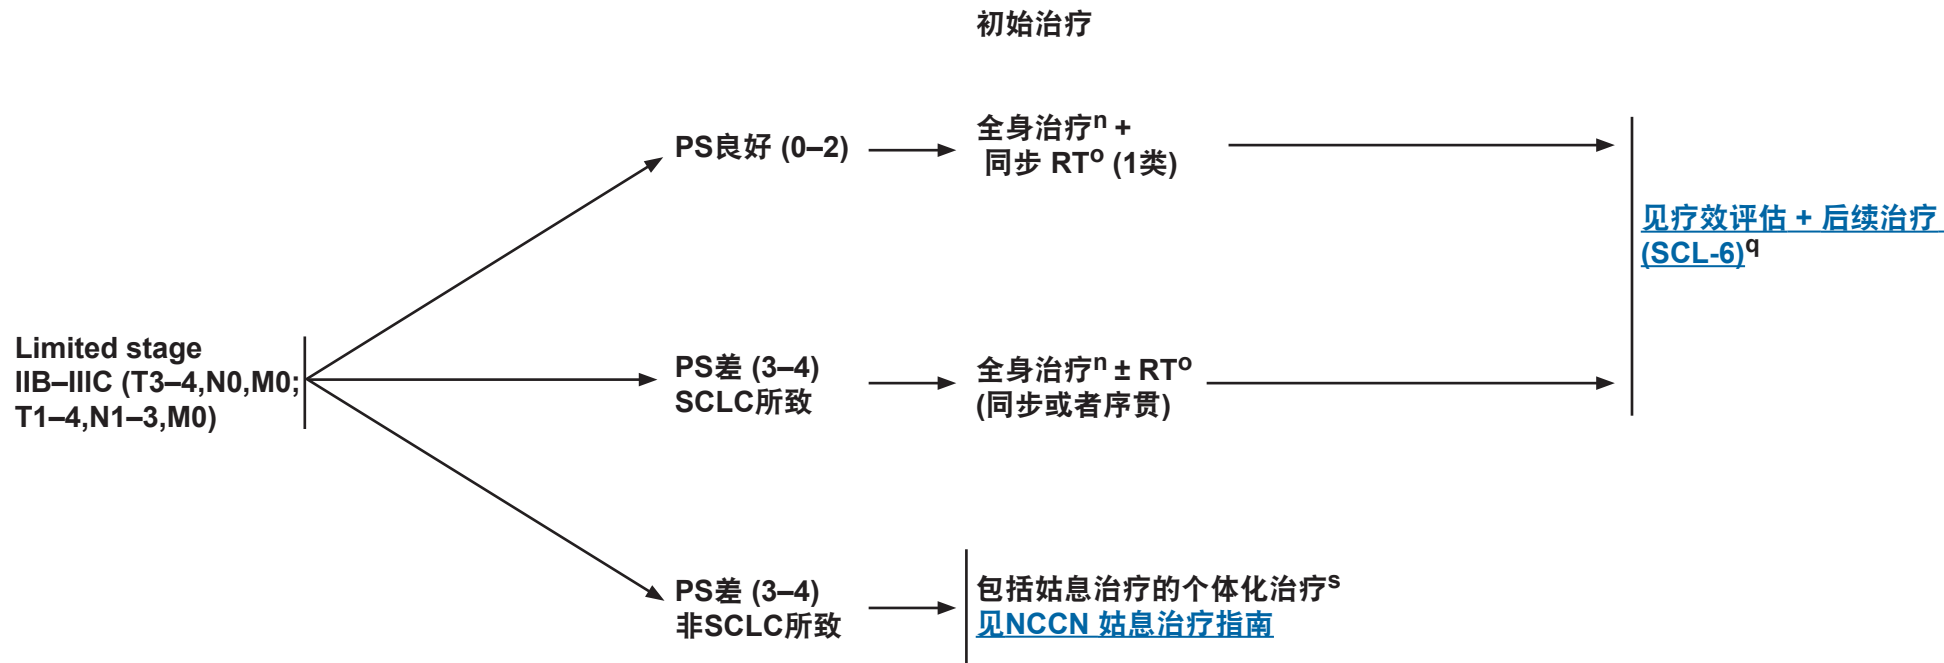 初始治疗
PS良好 (0–2)
全身治疗ⁿ +
同步 RTᵒ (1类)
见疗效评估 + 后续治疗
(SCL-6)q
Limited stage
IIB–IIIC (T3–4,N0,M0;
T1–4,N1–3,M0)
PS差 (3–4)
SCLC所致
全身治疗ⁿ ± RTᵒ
(同步或者序贯)
PS差 (3–4)
非SCLC所致
包括姑息治疗的个体化治疗ˢ
见NCCN 姑息治疗指南